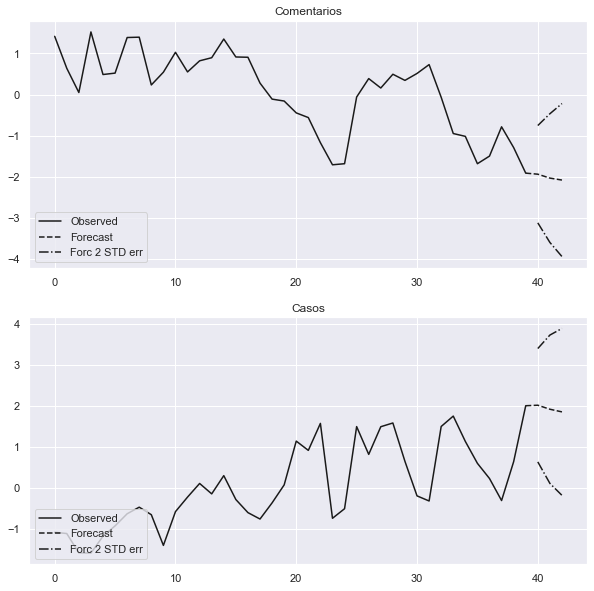 Comentarios
1
0
−1
−2
−3
−4
Observed
Forecast
Forc 2 STD err
0 10 20 30 40
Casos
4
3
2
1
0
−1
Observed
Forecast
Forc 2 STD err
0 10 20 30 40